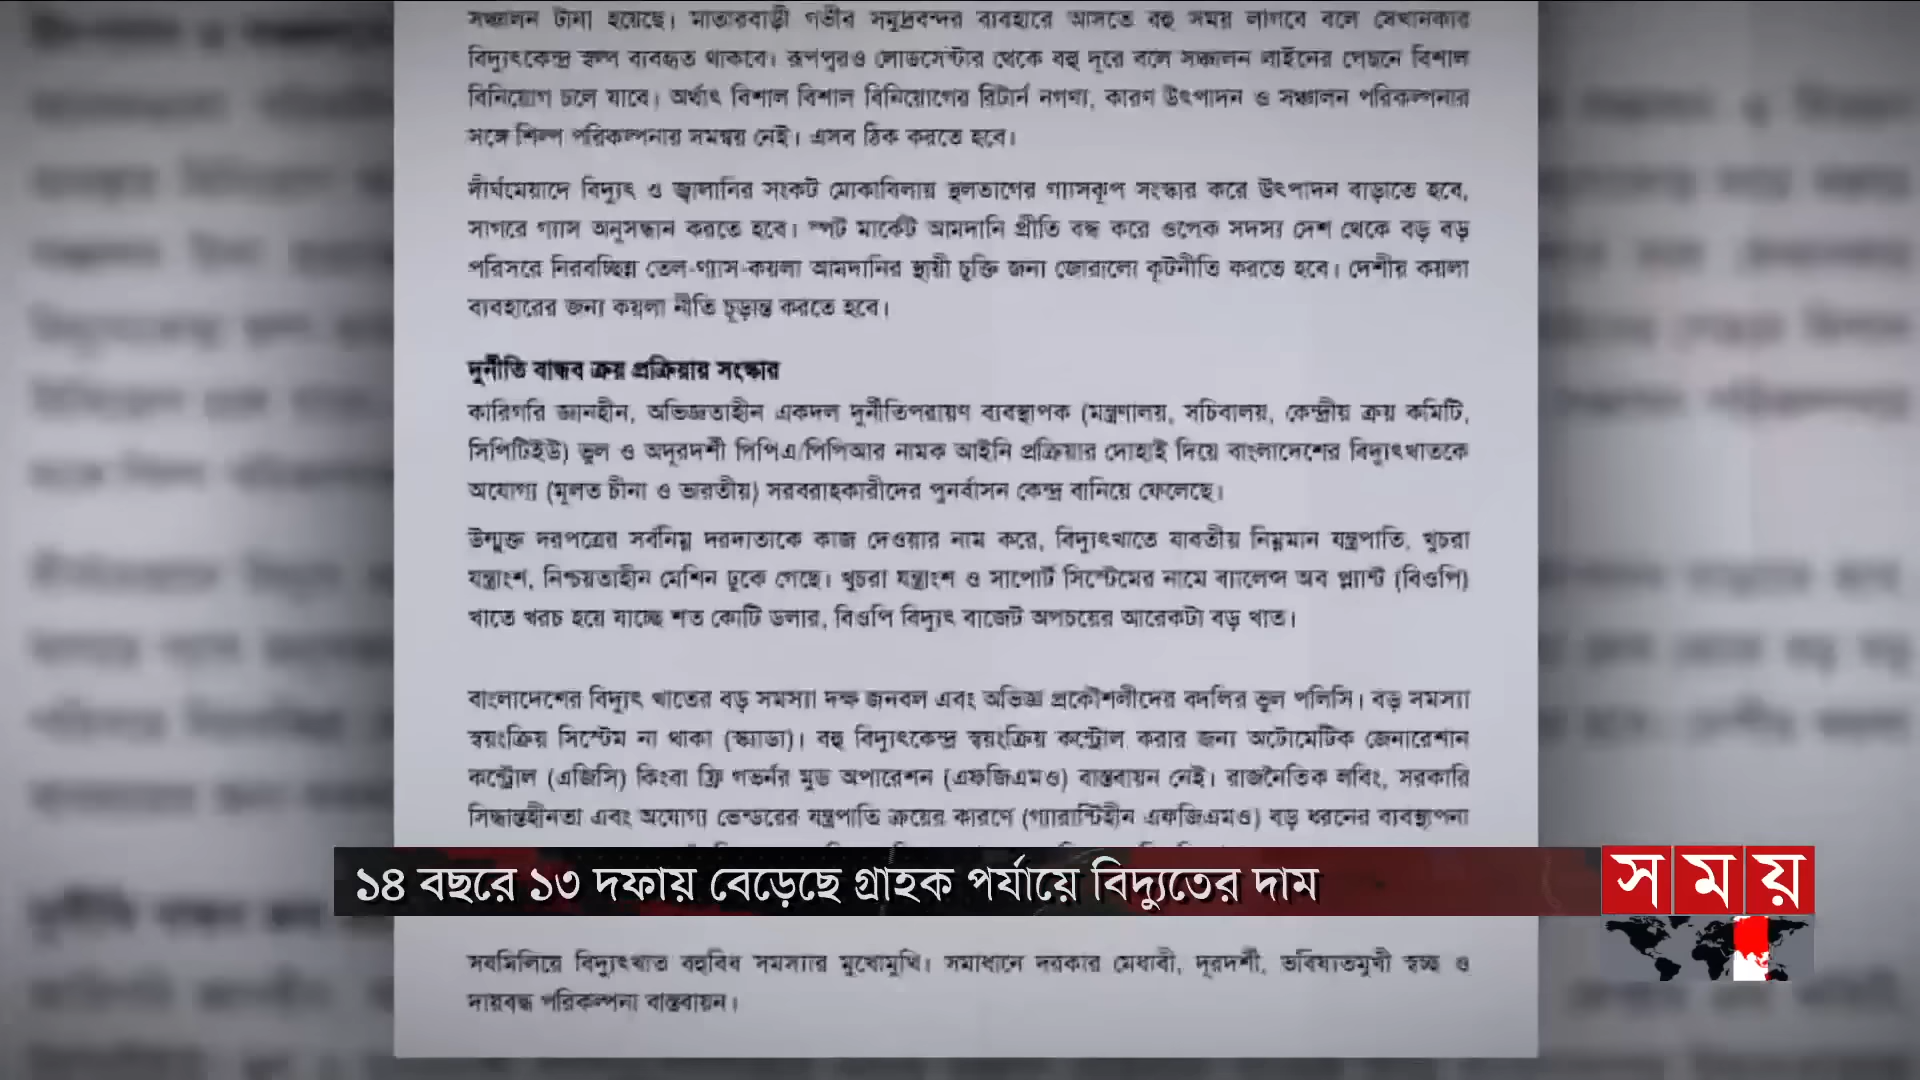 সঞ্চালন টানা হয়েছে। মাতারবাড়ী গভীর সমুদ্রবন্দর ব্যবহারে আসতে বহু সময় লাগবে বলে সেখানকার
বিদ্যুৎকেন্দ্র স্বল্প ব্যবহৃত থাকবে। রূপপুরও লোডসেন্টার থেকে বহু দূরে বলে সঞ্চালন লাইনের পেছনে বিশাল
বিনিয়োগ চলে যাবে। অর্থাৎ বিশাল বিশাল বিনিয়োগের রিটার্ন নগণ্য, কারণ উৎপাদন ও সঞ্চালন পরিকল্পনার
সঙ্গে শিল্প পরিকল্পনায় সমন্বয় নেই। এসব ঠিক করতে হবে।
দীর্ঘমেয়াদে বিদ্যুৎ ও জ্বালানির সংকট মোকাবিলায় স্থলভাগের গ্যাসকূপ সংস্কার করে উৎপাদন বাড়াতে হবে,
সাগরে গ্যাস অনুসন্ধান করতে হবে। স্পট মার্কেট আমদানি প্রীতি বন্ধ করে ওপেক সদস্য দেশ থেকে বড় বড়
পরিসরে নিরবচ্ছিন্ন তেল-গ্যাস-কয়লা আমদানির স্থায়ী চুক্তি জন্য জোরালো কূটনীতি করতে হবে। দেশীয় কয়লা
ব্যবহারের জন্য কয়লা নীতি চূড়ান্ত করতে হবে।
দুর্নীতি বান্ধব ক্রয় প্রক্রিয়ার সংস্কার
কারিগরি জ্ঞানহীন, অভিজ্ঞতাহীন একদল দুর্নীতিপরায়ণ ব্যবস্থাপক (মন্ত্রণালয়, সচিবালয়, কেন্দ্রীয় ক্রয় কমিটি,
সিপিটিইউ) ভুল ও অদূরদর্শী পিপিএ/পিপিআর নামক আইনি প্রক্রিয়ার দোহাই দিয়ে বাংলাদেশের বিদ্যুৎখাতকে
অযোগ্য (মূলত চীনা ও ভারতীয়) সরবরাহকারীদের পুনর্বাসন কেন্দ্র বানিয়ে ফেলেছে।
উন্মুক্ত দরপত্রের সর্বনিম্ন দরদাতাকে কাজ দেওয়ার নাম করে, বিদ্যুৎখাতে যাবতীয় নিম্নমান যন্ত্রপাতি, খুচরা
যন্ত্রাংশ, নিশ্চয়তাহীন মেশিন ঢুকে গেছে। খুচরা যন্ত্রাংশ ও সাপোর্ট সিস্টেমের নামে ব্যালেন্স অব প্ল্যান্ট (বিওপি)
খাতে খরচ হয়ে যাচ্ছে শত কোটি ডলার, বিওপি বিদ্যুৎ বাজেট অপচয়ের আরেকটা বড় খাত।
বাংলাদেশের বিদ্যুৎ খাতের বড় সমস্যা দক্ষ জনবল এবং অভিজ্ঞ প্রকৌশলীদের বদলির ভুল পলিসি। বড় সমস্যা
স্বয়ংক্রিয় সিস্টেম না থাকা (স্ক্যাডা)। বহু বিদ্যুৎকেন্দ্র স্বয়ংক্রিয় কন্ট্রোল করার জন্য অটোমেটিক জেনারেশান
কন্ট্রোল (এজিসি) কিংবা ফ্রি গভর্নর মুড অপারেশন (এফজিএমও) বাস্তবায়ন নেই। রাজনৈতিক লবিং, সরকারি
সিদ্ধান্তহীনতা এবং অযোগ্য ভেন্ডরের যন্ত্রপাতি ক্রয়ের কারণে (গ্যারান্টিহীন এফজিএমও) বড় ধরনের ব্যবস্থাপনা
১৪ বছরে ১৩ দফায় বেড়েছে গ্রাহক পর্যায়ে বিদ্যুতের দাম
সময়
সবমিলিয়ে বিদ্যুৎখাত বহুবিধ সমস্যার মুখোমুখি। সমাধানে দরকার মেধাবী, দূরদর্শী, ভবিষ্যতমুখী স্বচ্ছ ও
দায়বদ্ধ পরিকল্পনা বাস্তবায়ন।